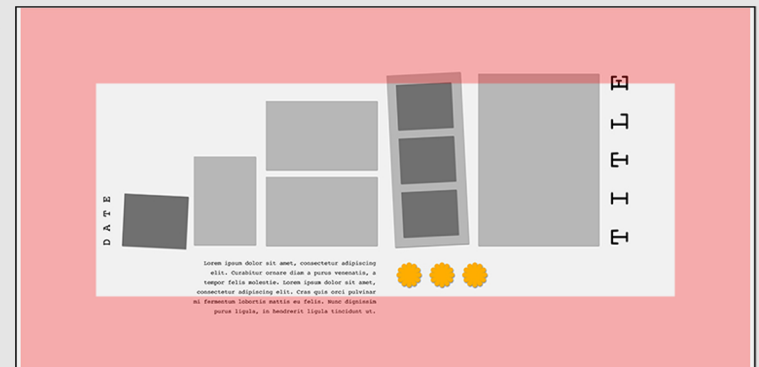 DATE
TITLE
Lorem ipsum dolor sit amet, consectetur adipiscing
elit. Curabitur ornare diam a purus venenatis, a
tempor felis molestie. Lorem ipsum dolor sit amet,
consectetur adipiscing elit. Cras quis orci pulvinar
mi fermentum lobortis mattis eu felis. Nunc dignissim
purus ligula, in hendrerit ligula tincidunt ut.